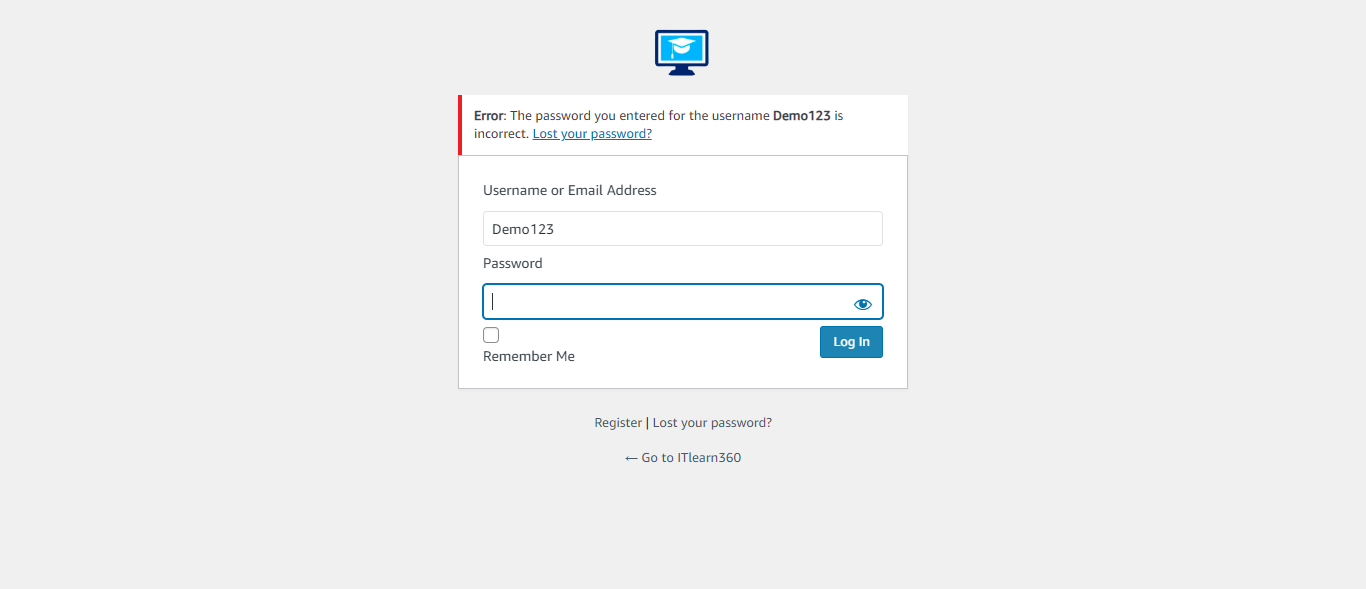 Error: The password you entered for the username Demo123 is
incorrect. Lost your password?
Username or Email Address
Demo123
Password
Remember Me
Log In
Register | Lost your password?
← Go to ITlearn360